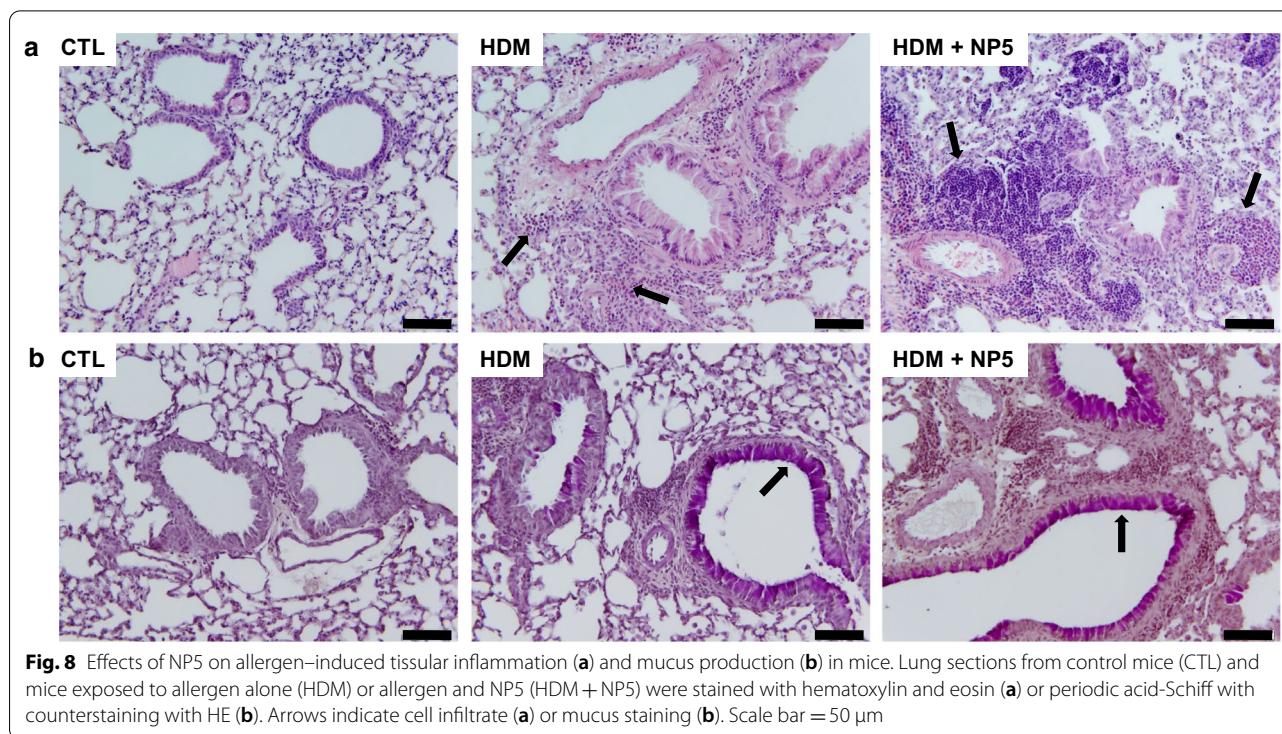 a CTL HDM HDM + NP5
b CTL HDM HDM + NP5
Fig. 8 Effects of NP5 on allergen–induced tissular inflammation (a) and mucus production (b) in mice. Lung sections from control mice (CTL) and
mice exposed to allergen alone (HDM) or allergen and NP5 (HDM + NP5) were stained with hematoxylin and eosin (a) or periodic acid-Schiff with
counterstaining with HE (b). Arrows indicate cell infiltrate (a) or mucus staining (b). Scale bar = 50 μm